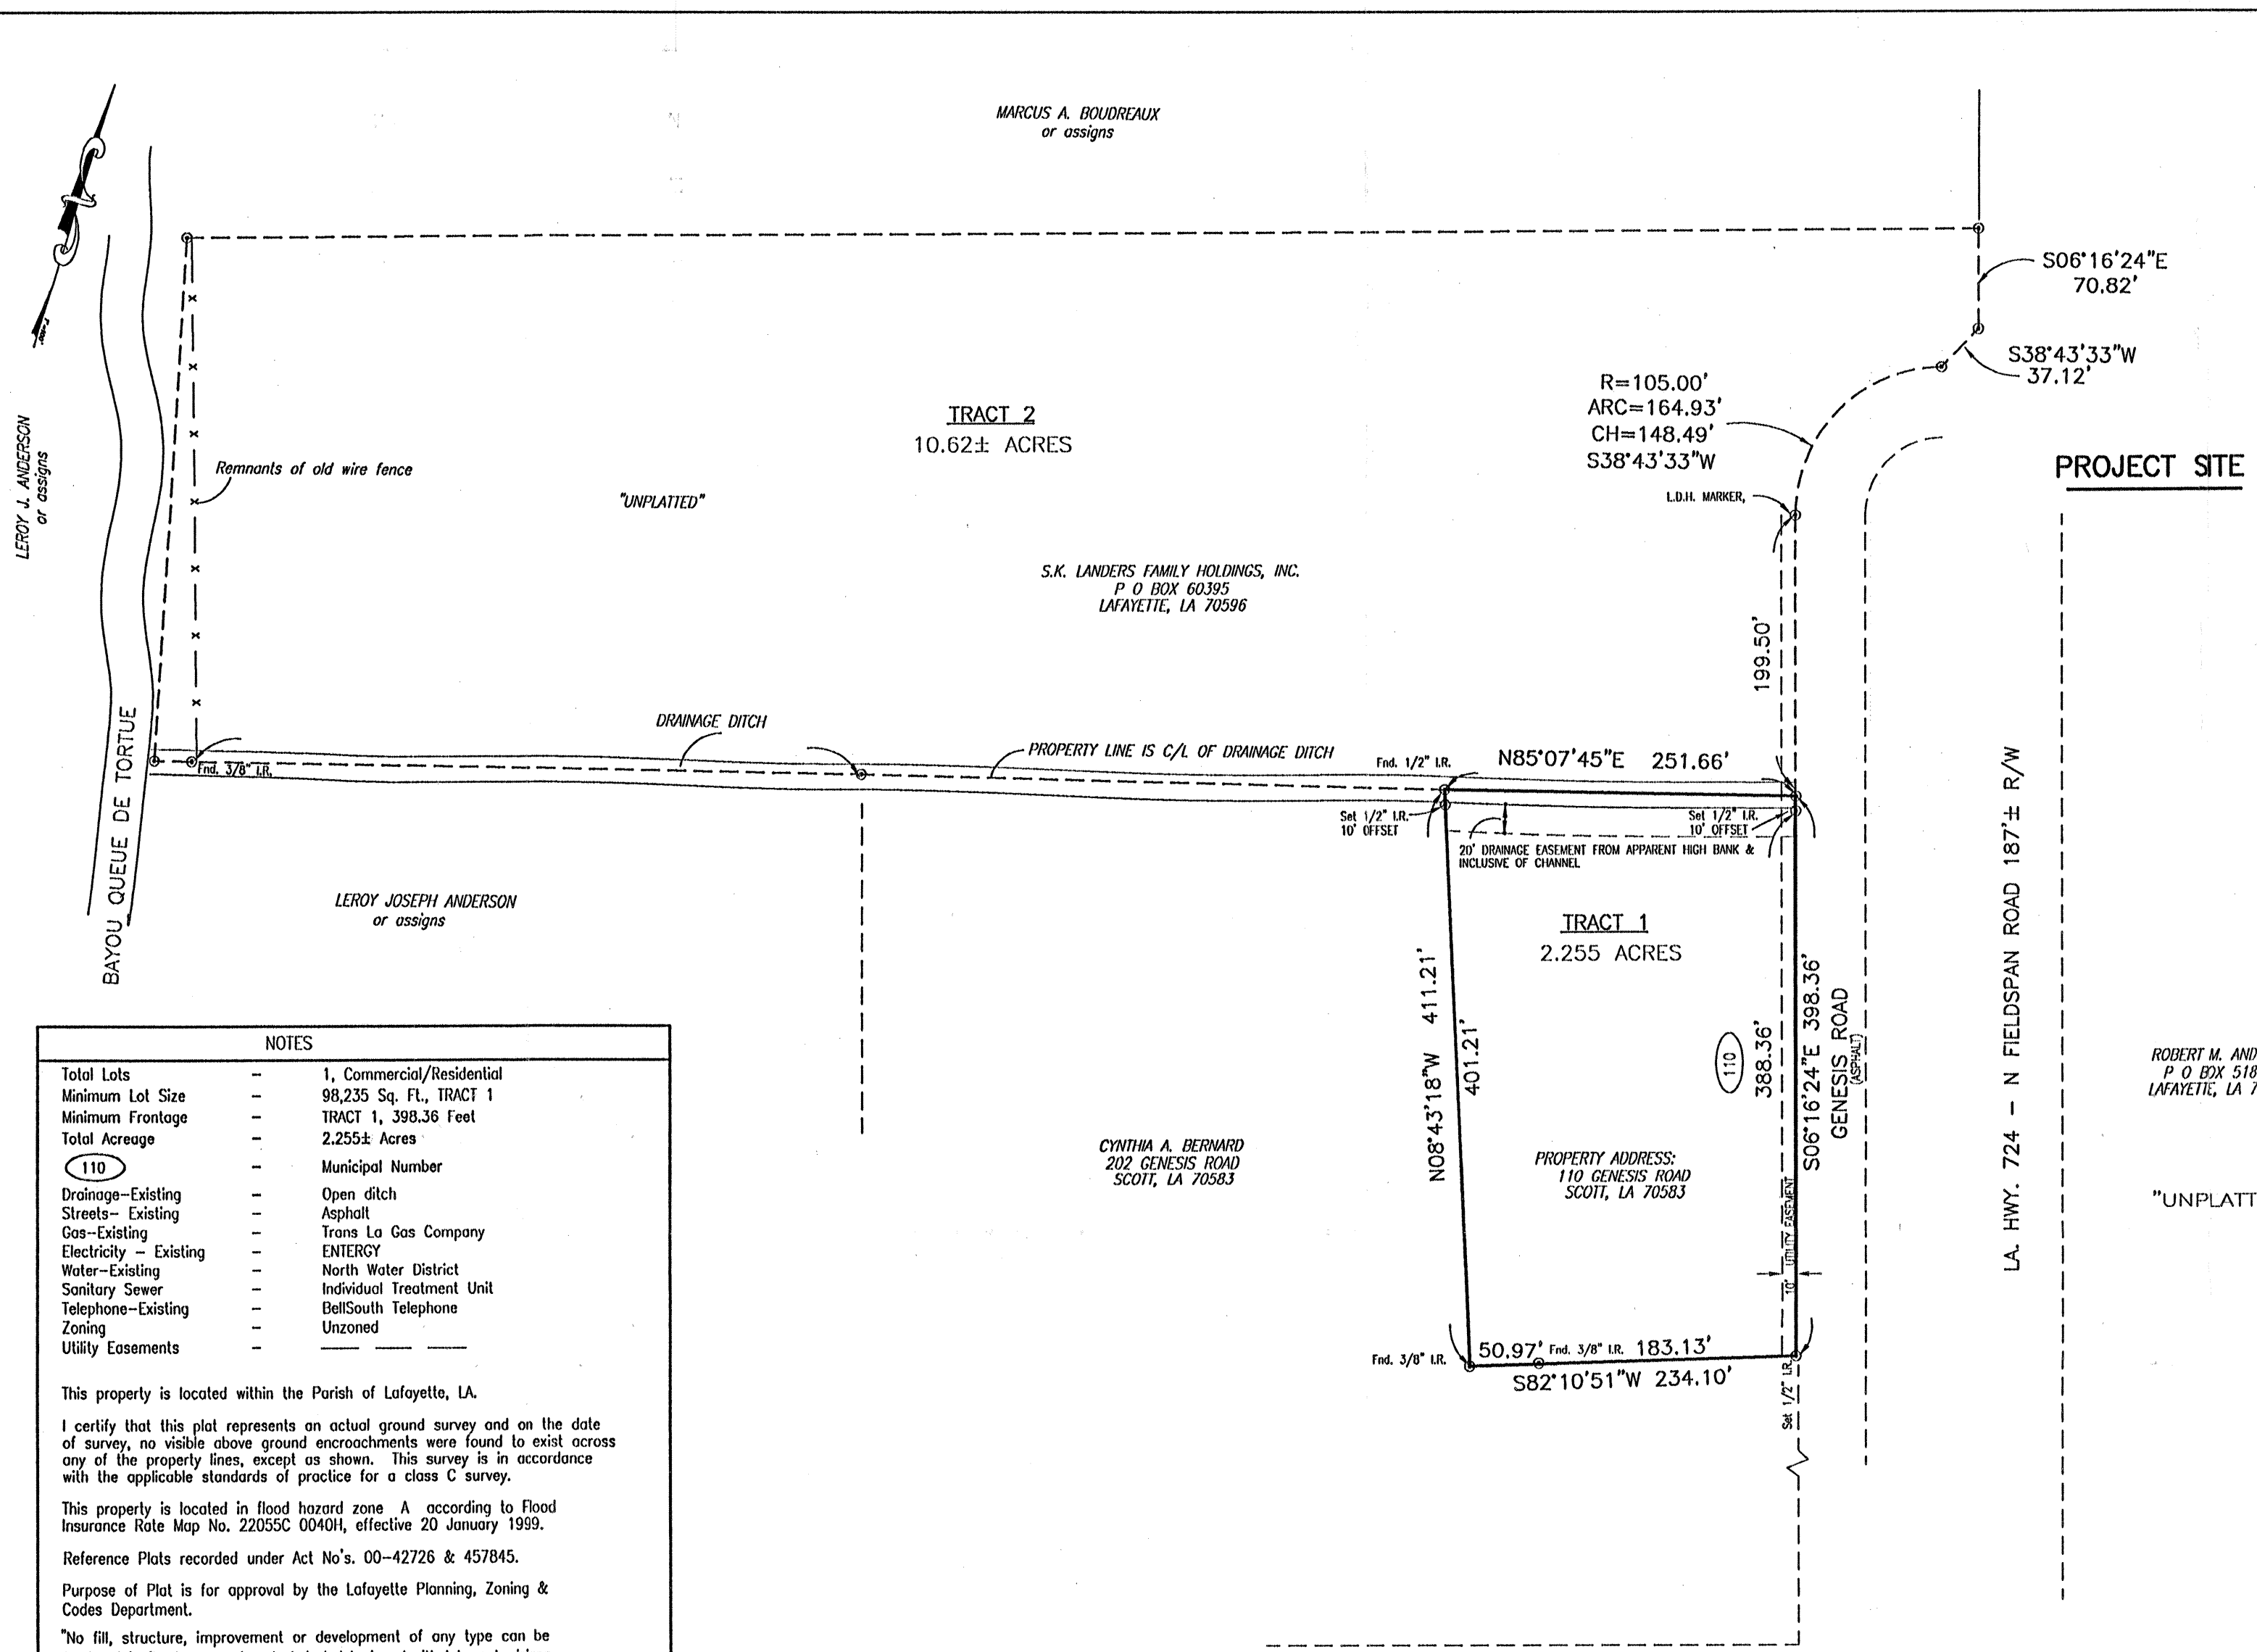 MARCUS A. BOUDREAUX
or assigns
S06°16'24"E
70.82'
S38°43'33"W
37.12'
R=105.00'
ARC=164.93'
CH=148.49'
S38°43'33"W
L.D.H. MARKER,
PROJECT SITE
TRACT 2
10.62± ACRES
LEROY J. ANDERSON
or assigns
Remnants of old wire fence
"UNPLATTED"
S.K. LANDERS FAMILY HOLDINGS, INC.
P O BOX 60395
LAFAYETTE, LA 70596
199.50'
BAYOU QUEUE DE TORTUE
DRAINAGE DITCH
PROPERTY LINE IS C/L OF DRAINAGE DITCH
Fnd. 3/8" I.R.
Fnd. 1/2" I.R.
N85°07'45"E 251.66'
Set 1/2" I.R.
10' OFFSET
Set 1/2" I.R.
10' OFFSET
20' DRAINAGE EASEMENT FROM APPARENT HIGH BANK &
INCLUSIVE OF CHANNEL
LEROY JOSEPH ANDERSON
or assigns
TRACT 1
2.255 ACRES
N08°43'18"W 411.21'
401.21'
110
388.36'
S06°16'24"E 398.36'
GENESIS ROAD
(ASPHALT)
LA. HWY. 724 - N FIELDSPAN ROAD 187'± R/W
ROBERT M. AND
P O BOX 518
LAFAYETTE, LA 7
"UNPLATT
CYNTHIA A. BERNARD
202 GENESIS ROAD
SCOTT, LA 70583
PROPERTY ADDRESS:
110 GENESIS ROAD
SCOTT, LA 70583
10' UTILITY EASEMENT
Fnd. 3/8" I.R.
50.97' Fnd. 3/8" I.R. 183.13'
S82°10'51"W 234.10'
Set 1/2" I.R.
NOTES
Total Lots - 1, Commercial/Residential
Minimum Lot Size - 98,235 Sq. Ft., TRACT 1
Minimum Frontage - TRACT 1, 398.36 Feet
Total Acreage - 2.255± Acres
110 - Municipal Number
Drainage-Existing - Open ditch
Streets- Existing - Asphalt
Gas--Existing - Trans La Gas Company
Electricity - Existing - ENTERGY
Water-Existing - North Water District
Sanitary Sewer - Individual Treatment Unit
Telephone-Existing - BellSouth Telephone
Zoning - Unzoned
Utility Easements -
This property is located within the Parish of Lafayette, LA.
I certify that this plat represents an actual ground survey and on the date
of survey, no visible above ground encroachments were found to exist across
any of the property lines, except as shown. This survey is in accordance
with the applicable standards of practice for a class C survey.
This property is located in flood hazard zone A according to Flood
Insurance Rate Map No. 22055C 0040H, effective 20 January 1999.
Reference Plats recorded under Act No's. 00-42726 & 457845.
Purpose of Plat is for approval by the Lafayette Planning, Zoning &
Codes Department.
"No fill, structure, improvement or development of any type can be